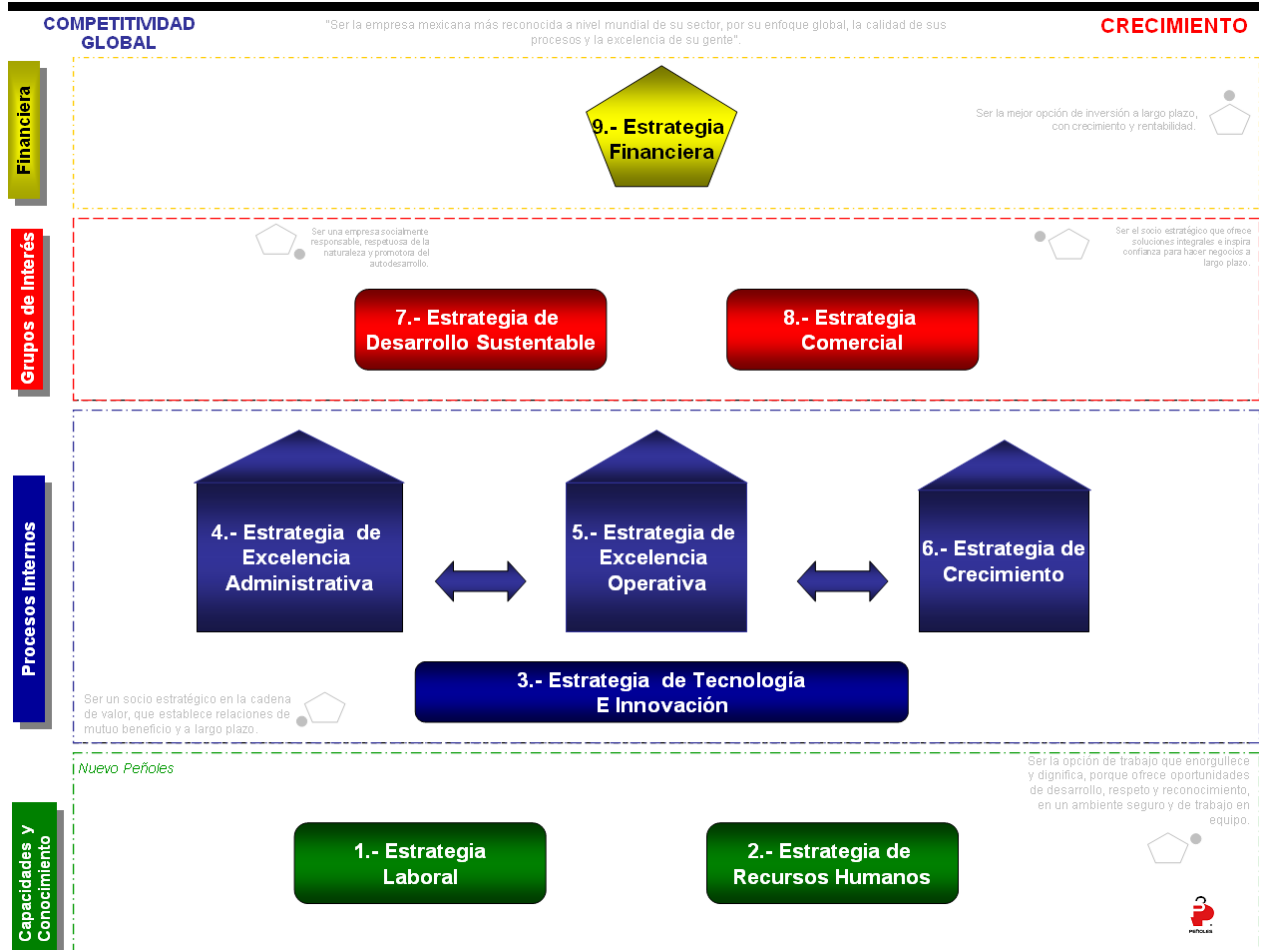 COMPETITIVIDAD
GLOBAL
"Ser la empresa mexicana más reconocida a nivel mundial de su sector, por su enfoque global, la calidad de sus
procesos y la excelencia de su gente".
CRECIMIENTO
Financiera
9.- Estrategia
Financiera
Ser la mejor opción de inversión a largo plazo,
con crecimiento y rentabilidad.
Grupos de Interés
Ser una empresa socialmente
responsable, respetuosa de la
naturaleza y promotora del
autodesarrollo.
Ser el socio estratégico que ofrece
soluciones integrales e inspira
confianza para hacer negocios a
largo plazo.
7.- Estrategia de
Desarrollo Sustentable
8.- Estrategia
Comercial
Procesos Internos
4.- Estrategia de
Excelencia
Administrativa
5.- Estrategia de
Excelencia
Operativa
6.- Estrategia de
Crecimiento
3.- Estrategia de Tecnología
E Innovación
Ser un socio estratégico en la cadena
de valor, que establece relaciones de
mutuo beneficio y a largo plazo.
Capacidades y
Conocimiento
Nuevo Peñoles
Ser la opción de trabajo que enorgullece
y dignifica, porque ofrece oportunidades
de desarrollo, respeto y reconocimiento,
en un ambiente seguro y de trabajo en
equipo.
1.- Estrategia
Laboral
2.- Estrategia de
Recursos Humanos
PEÑOLES